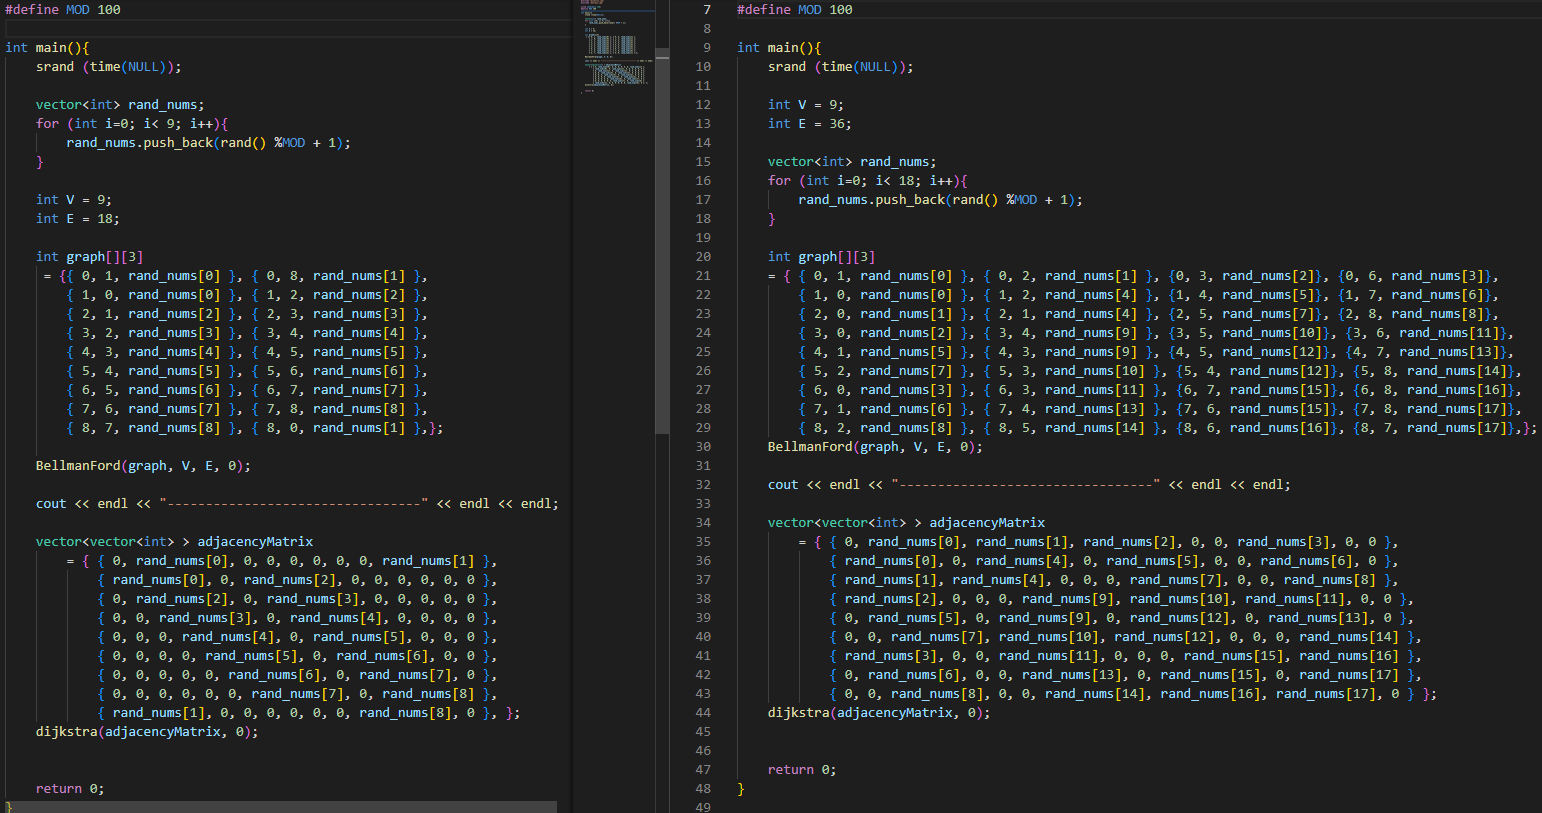 #define MOD 100
int main(){
srand (time(NULL));
vector<int> rand_nums;
for (int i=0; i< 9; i++){
rand_nums.push_back(rand() %MOD + 1);
}
int V = 9;
int E = 18;
int graph[][3]
= {{ 0, 1, rand_nums[0] }, { 0, 8, rand_nums[1] },
{ 1, 0, rand_nums[0] }, { 1, 2, rand_nums[2] },
{ 2, 1, rand_nums[2] }, { 2, 3, rand_nums[3] },
{ 3, 2, rand_nums[3] }, { 3, 4, rand_nums[4] },
{ 4, 3, rand_nums[4] }, { 4, 5, rand_nums[5] },
{ 5, 4, rand_nums[5] }, { 5, 6, rand_nums[6] },
{ 6, 5, rand_nums[6] }, { 6, 7, rand_nums[7] },
{ 7, 6, rand_nums[7] }, { 7, 8, rand_nums[8] },
{ 8, 7, rand_nums[8] }, { 8, 0, rand_nums[1] },};
BellmanFord(graph, V, E, 0);
cout << endl << "---------------------------------" << endl << endl;
vector<vector<int> > adjacencyMatrix
= { { 0, rand_nums[0], 0, 0, 0, 0, 0, 0, rand_nums[1] },
{ rand_nums[0], 0, rand_nums[2], 0, 0, 0, 0, 0, 0 },
{ 0, rand_nums[2], 0, rand_nums[3], 0, 0, 0, 0, 0 },
{ 0, 0, rand_nums[3], 0, rand_nums[4], 0, 0, 0, 0 },
{ 0, 0, 0, rand_nums[4], 0, rand_nums[5], 0, 0, 0 },
{ 0, 0, 0, 0, rand_nums[5], 0, rand_nums[6], 0, 0 },
{ 0, 0, 0, 0, 0, rand_nums[6], 0, rand_nums[7], 0 },
{ 0, 0, 0, 0, 0, 0, rand_nums[7], 0, rand_nums[8] },
{ rand_nums[1], 0, 0, 0, 0, 0, 0, rand_nums[8], 0 }, };
dijkstra(adjacencyMatrix, 0);
return 0;
}
7 #define MOD 100
8
9 int main(){
10 srand (time(NULL));
11
12 int V = 9;
13 int E = 36;
14
15 vector<int> rand_nums;
16 for (int i=0; i< 18; i++){
17 rand_nums.push_back(rand() %MOD + 1);
18 }
19
20 int graph[][3]
21 = { { 0, 1, rand_nums[0] }, { 0, 2, rand_nums[1] }, {0, 3, rand_nums[2]}, {0, 6, rand_nums[3]},
22 { 1, 0, rand_nums[0] }, { 1, 2, rand_nums[4] }, {1, 4, rand_nums[5]}, {1, 7, rand_nums[6]},
23 { 2, 0, rand_nums[1] }, { 2, 1, rand_nums[4] }, {2, 5, rand_nums[7]}, {2, 8, rand_nums[8]},
24 { 3, 0, rand_nums[2] }, { 3, 4, rand_nums[9] }, {3, 5, rand_nums[10]}, {3, 6, rand_nums[11]},
25 { 4, 1, rand_nums[5] }, { 4, 3, rand_nums[9] }, {4, 5, rand_nums[12]}, {4, 7, rand_nums[13]},
26 { 5, 2, rand_nums[7] }, { 5, 3, rand_nums[10] }, {5, 4, rand_nums[12]}, {5, 8, rand_nums[14]},
27 { 6, 0, rand_nums[3] }, { 6, 3, rand_nums[11] }, {6, 7, rand_nums[15]}, {6, 8, rand_nums[16]},
28 { 7, 1, rand_nums[6] }, { 7, 4, rand_nums[13] }, {7, 6, rand_nums[15]}, {7, 8, rand_nums[17]},
29 { 8, 2, rand_nums[8] }, { 8, 5, rand_nums[14] }, {8, 6, rand_nums[16]}, {8, 7, rand_nums[17]},};
30 BellmanFord(graph, V, E, 0);
31
32 cout << endl << "---------------------------------" << endl << endl;
33
34 vector<vector<int> > adjacencyMatrix
35 = { { 0, rand_nums[0], rand_nums[1], rand_nums[2], 0, 0, rand_nums[3], 0, 0 },
36 { rand_nums[0], 0, rand_nums[4], 0, rand_nums[5], 0, 0, rand_nums[6], 0 },
37 { rand_nums[1], rand_nums[4], 0, 0, 0, rand_nums[7], 0, 0, rand_nums[8] },
38 { rand_nums[2], 0, 0, 0, rand_nums[9], rand_nums[10], rand_nums[11], 0, 0 },
39 { 0, rand_nums[5], 0, rand_nums[9], 0, rand_nums[12], 0, rand_nums[13], 0 },
40 { 0, 0, rand_nums[7], rand_nums[10], rand_nums[12], 0, 0, 0, rand_nums[14] },
41 { rand_nums[3], 0, 0, rand_nums[11], 0, 0, 0, rand_nums[15], rand_nums[16] },
42 { 0, rand_nums[6], 0, 0, rand_nums[13], 0, rand_nums[15], 0, rand_nums[17] },
43 { 0, 0, rand_nums[8], 0, 0, rand_nums[14], rand_nums[16], rand_nums[17], 0 } };
44 dijkstra(adjacencyMatrix, 0);
45
46
47 return 0;
48 }
49